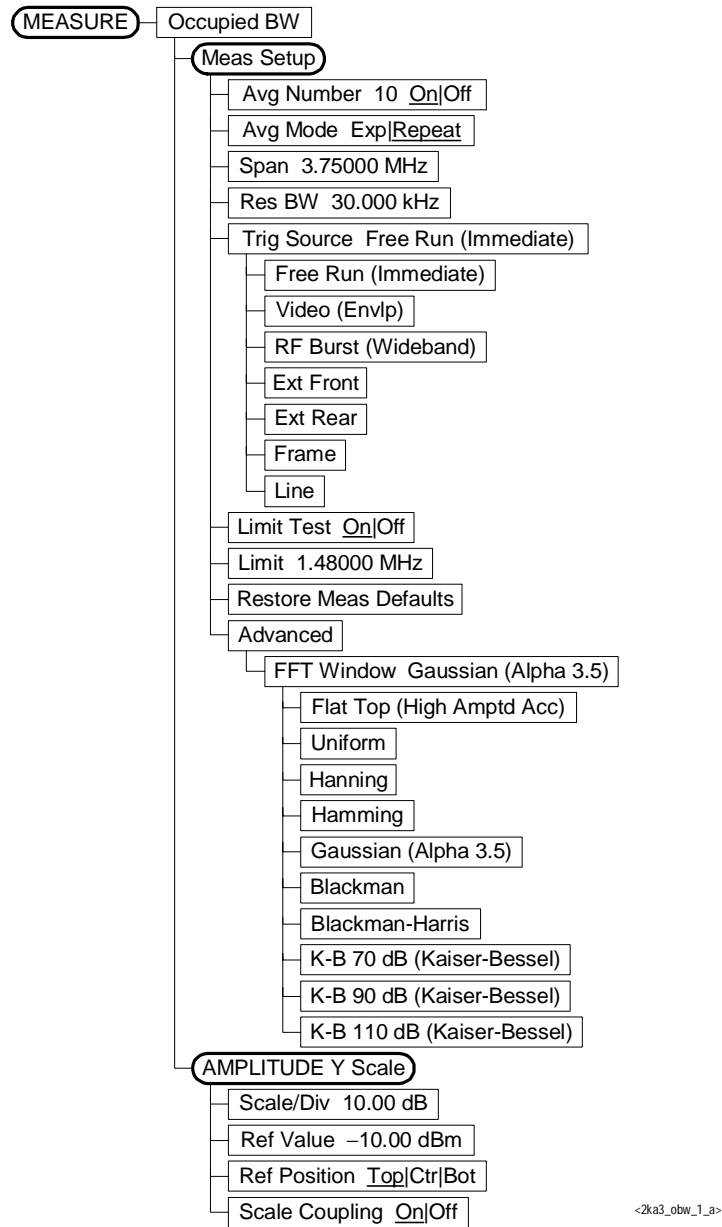 MEASURE
Occupied BW
Meas Setup
Avg Number 10 On|Off
Avg Mode Exp|Repeat
Span 3.75000 MHz
Res BW 30.000 kHz
Trig Source Free Run (Immediate)
Free Run (Immediate)
Video (Envlp)
RF Burst (Wideband)
Ext Front
Ext Rear
Frame
Line
Limit Test On|Off
Limit 1.48000 MHz
Restore Meas Defaults
Advanced
FFT Window Gaussian (Alpha 3.5)
Flat Top (High Amptd Acc)
Uniform
Hanning
Hamming
Gaussian (Alpha 3.5)
Blackman
Blackman-Harris
K-B 70 dB (Kaiser-Bessel)
K-B 90 dB (Kaiser-Bessel)
K-B 110 dB (Kaiser-Bessel)
AMPLITUDE Y Scale
Scale/Div 10.00 dB
Ref Value –10.00 dBm
Ref Position Top|Ctr|Bot
Scale Coupling On|Off
<2ka3_obw_1_a>